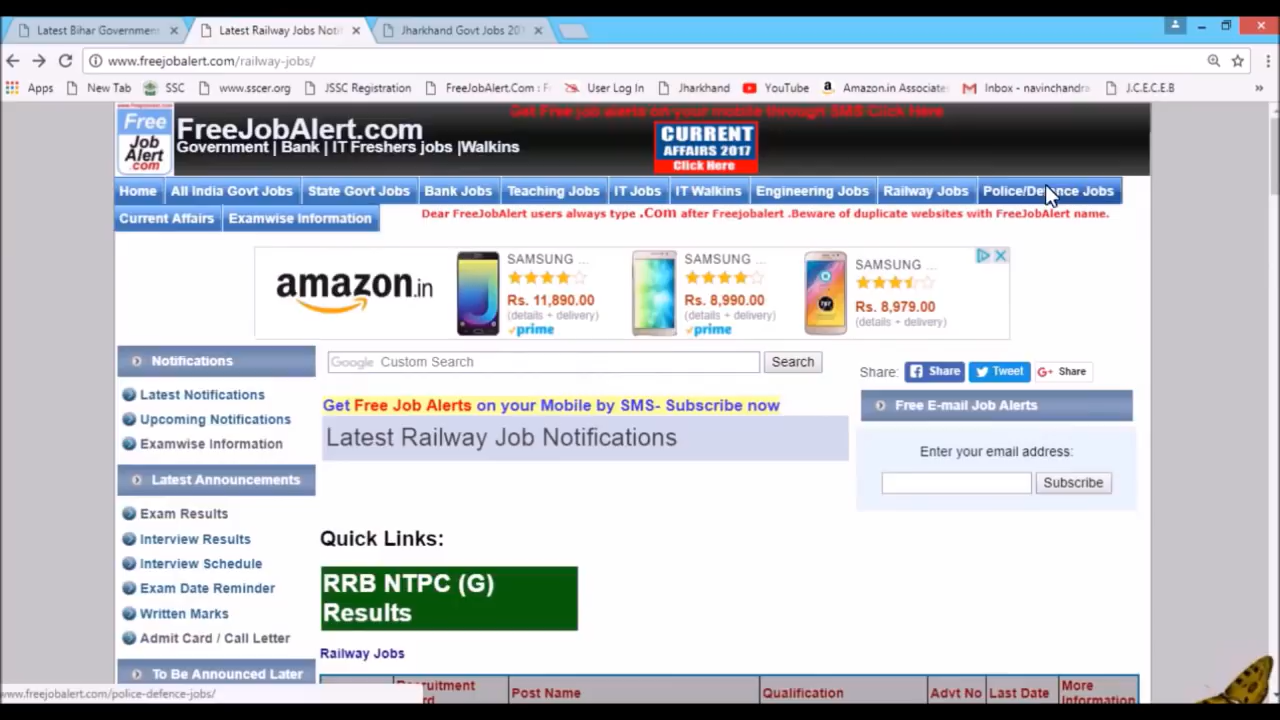 Latest Bihar Governmen
Latest Railway Jobs Noti
Jharkhand Govt Jobs 201
www.freejobalert.com/railway-jobs/
Apps
New Tab
SSC
www.sscer.org
JSSC Registration
FreeJobAlert.Com : F
User Log In
Jharkhand
YouTube
Amazon.in Associate
Inbox - navinchandra
J.C.E.C.E.B
»
Get Free job alerts on your mobile through SMS Click Here
Free
Job
Alert
.com
FreeJobAlert.com
Government | Bank | IT Freshers jobs |Walkins
CURRENT
AFFAIRS 2017
Click Here
Home
All India Govt Jobs
State Govt Jobs
Bank Jobs
Teaching Jobs
IT Jobs
IT Walkins
Engineering Jobs
Railway Jobs
Police/Defence Jobs
Current Affairs
Examwise Information
Dear FreeJobAlert users always type .Com after Freejobalert .Beware of duplicate websites with FreeJobAlert name.
amazon.in
SAMSUNG ...
Rs. 11,890.00
(details + delivery)
prime
SAMSUNG ...
Rs. 8,990.00
(details + delivery)
prime
SAMSUNG ...
Rs. 8,979.00
(details + delivery)
Notifications
Latest Notifications
Upcoming Notifications
Examwise Information
Latest Announcements
Exam Results
Interview Results
Interview Schedule
Exam Date Reminder
Written Marks
Admit Card / Call Letter
To Be Announced Later
Google Custom Search
Search
Get Free Job Alerts on your Mobile by SMS- Subscribe now
Latest Railway Job Notifications
Quick Links:
RRB NTPC (G)
Results
Railway Jobs
Recruitment
Post Name
Qualification
Advt No
Last Date
More
Information
Share:
Share
Tweet
G+ Share
Free E-mail Job Alerts
Enter your email address:
Subscribe
www.freejobalert.com/police-defence-jobs/